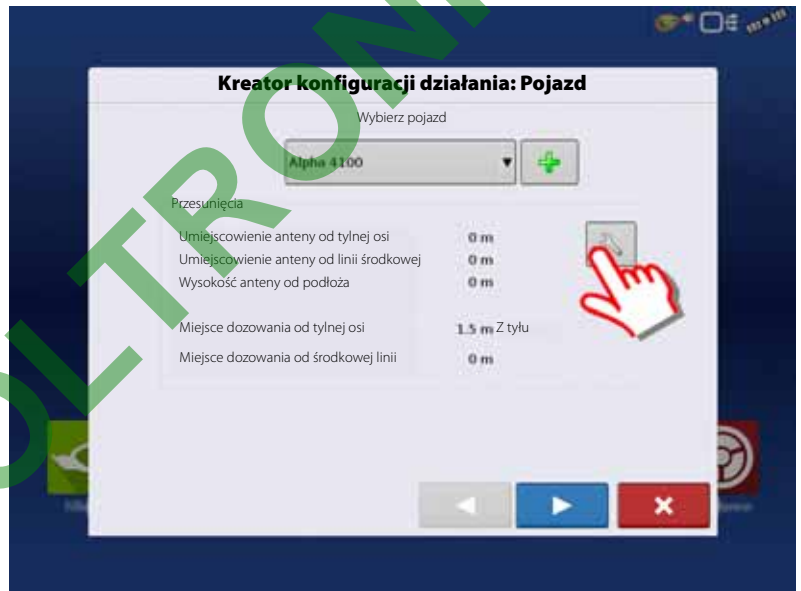 Kreator konfiguracji działania: Pojazd
Wybierz pojazd
Alpha 4100
Przesunięcia
Umiejscowienie anteny od tylnej osi 0 m
Umiejscowienie anteny od linii środkowej 0 m
Wysokość anteny od podłoża 0 m
Miejsce dozowania od tylnej osi 1.5 m Z tyłu
Miejsce dozowania od środkowej linii 0 m
OLTRONI